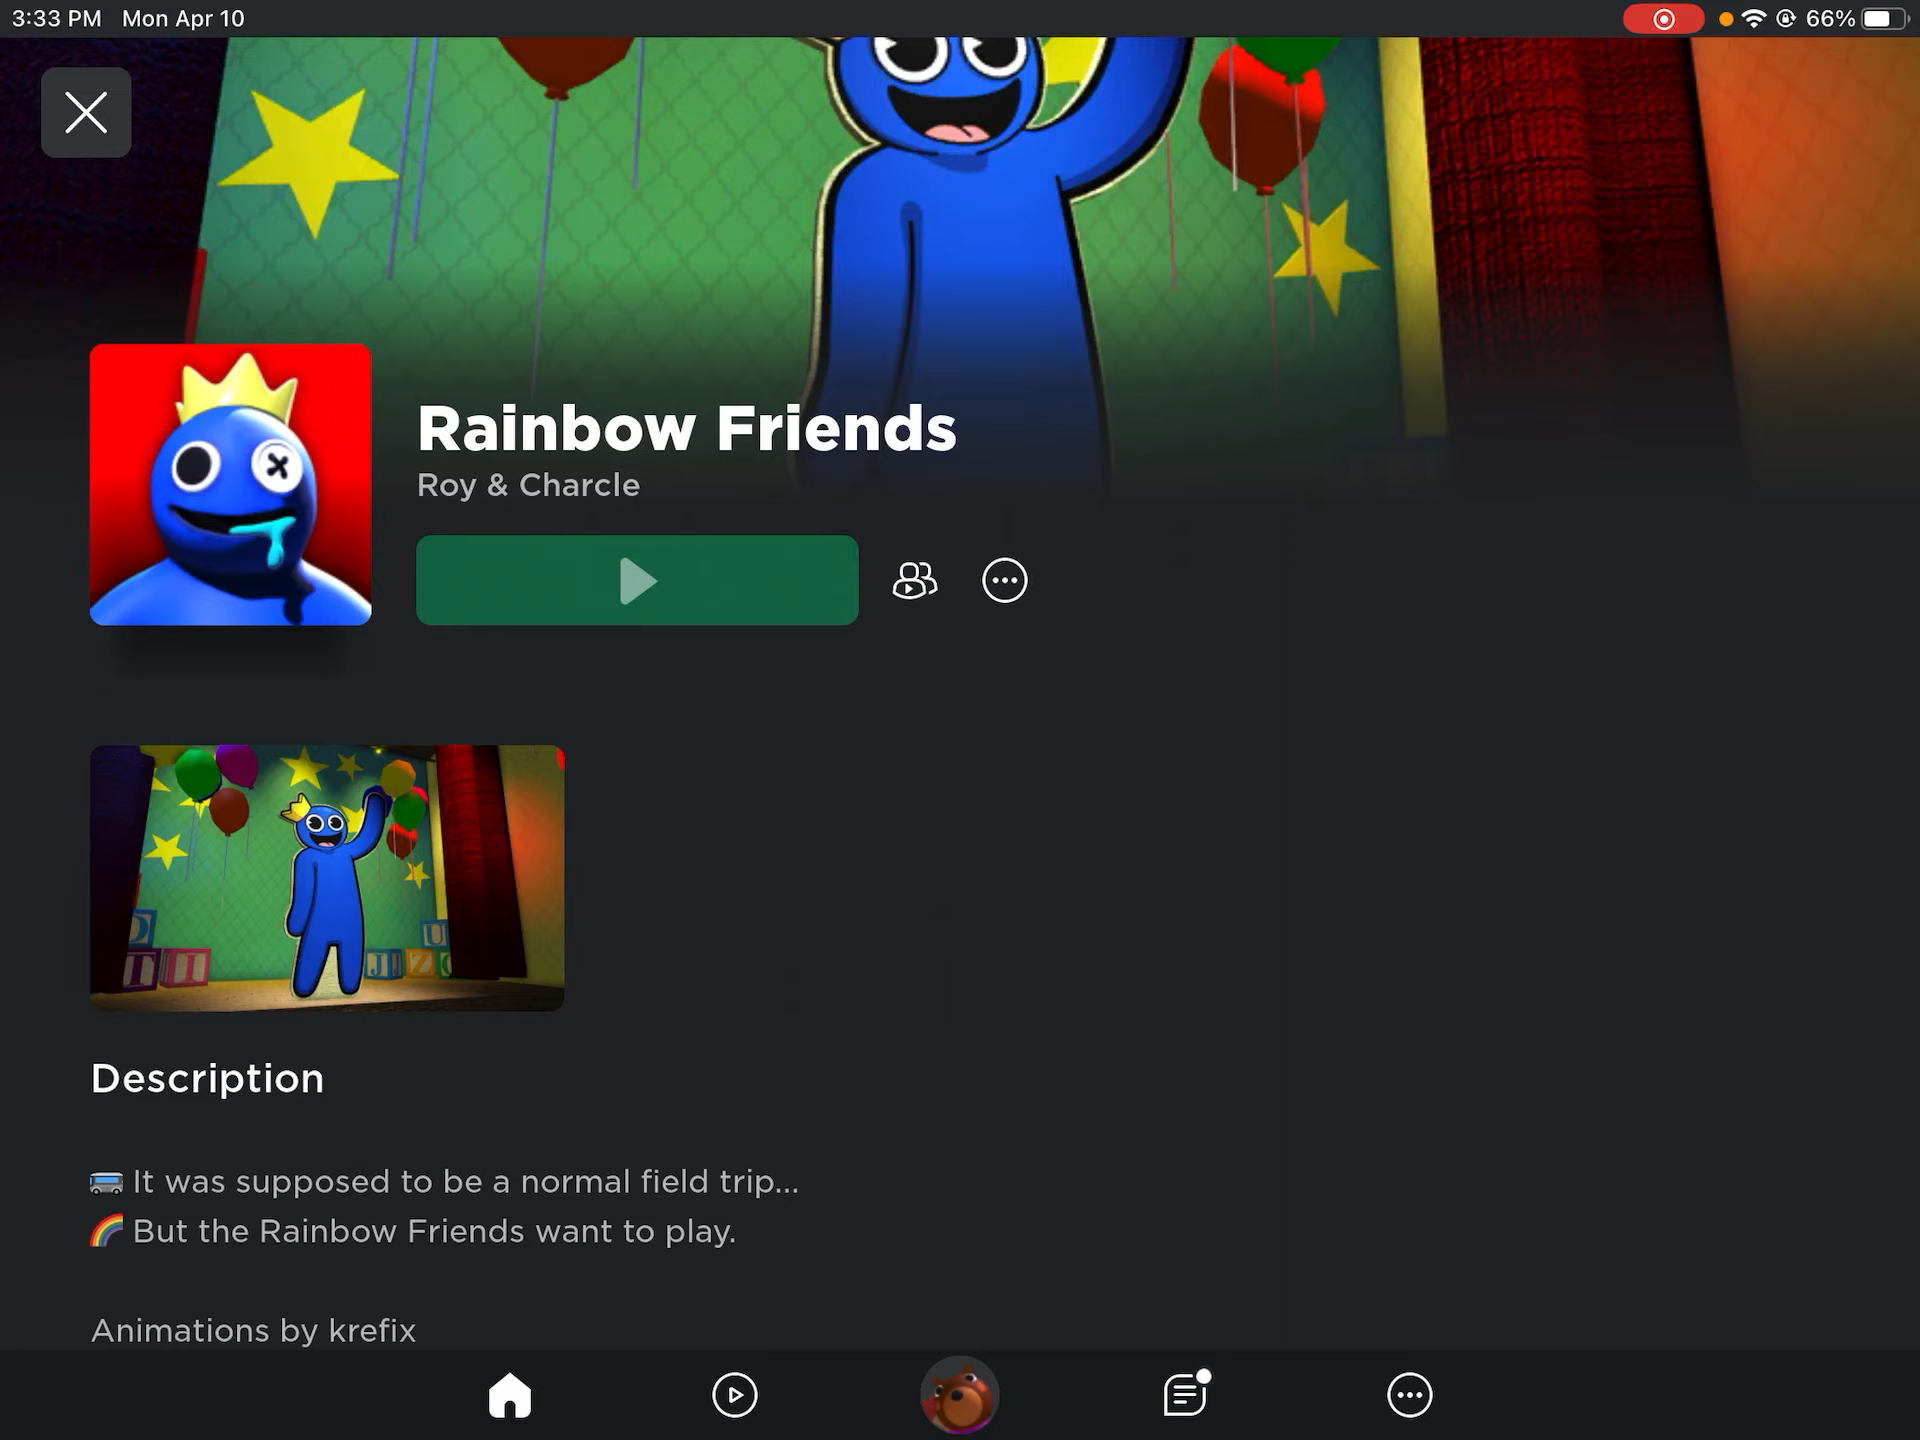 3:33 PM Mon Apr 10
66%
Rainbow Friends
Roy & Charcle
Description
🚌 It was supposed to be a normal field trip...
🌈 But the Rainbow Friends want to play.
Animations by krefix